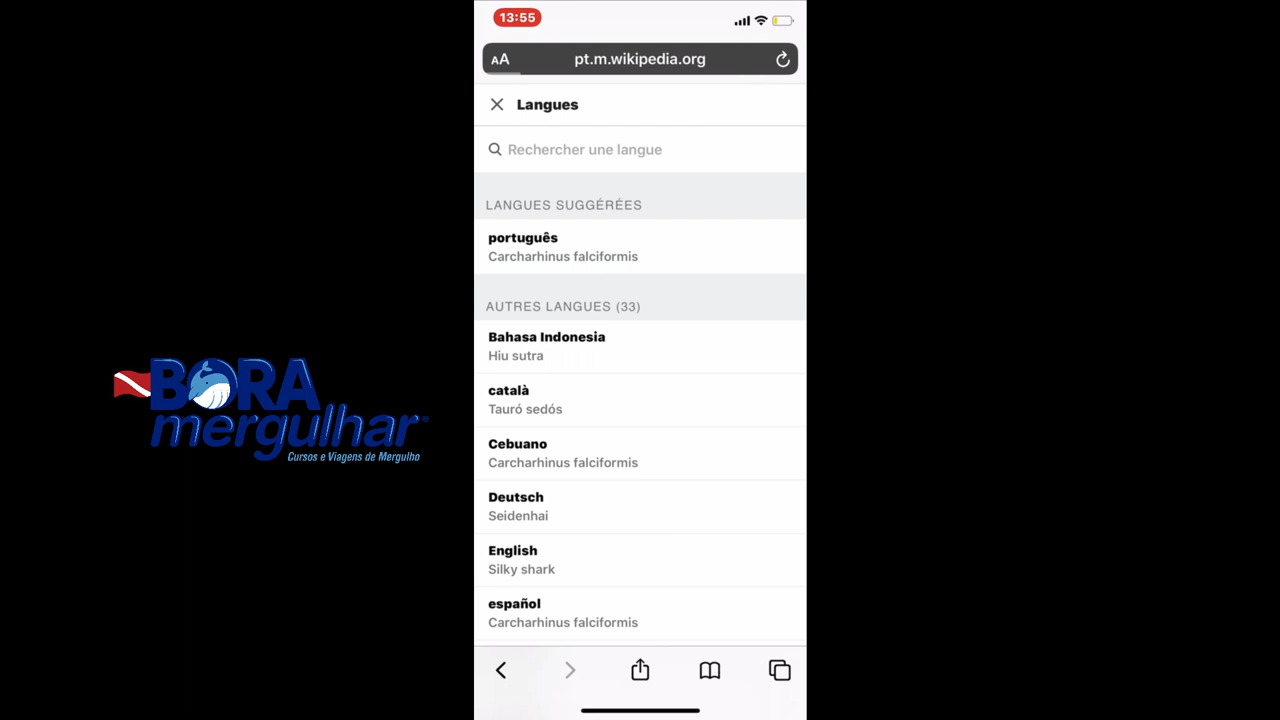 13:55
AA
pt.m.wikipedia.org
Langues
Rechercher une langue
LANGUES SUGGÉRÉES
português
Carcharhinus falciformis
AUTRES LANGUES (33)
Bahasa Indonesia
Hiu sutra
català
Tauró sedós
Cebuano
Carcharhinus falciformis
Deutsch
Seidenhai
English
Silky shark
español
Carcharhinus falciformis
BORA
mergulhar
Cursos e Viagens de Mergulho